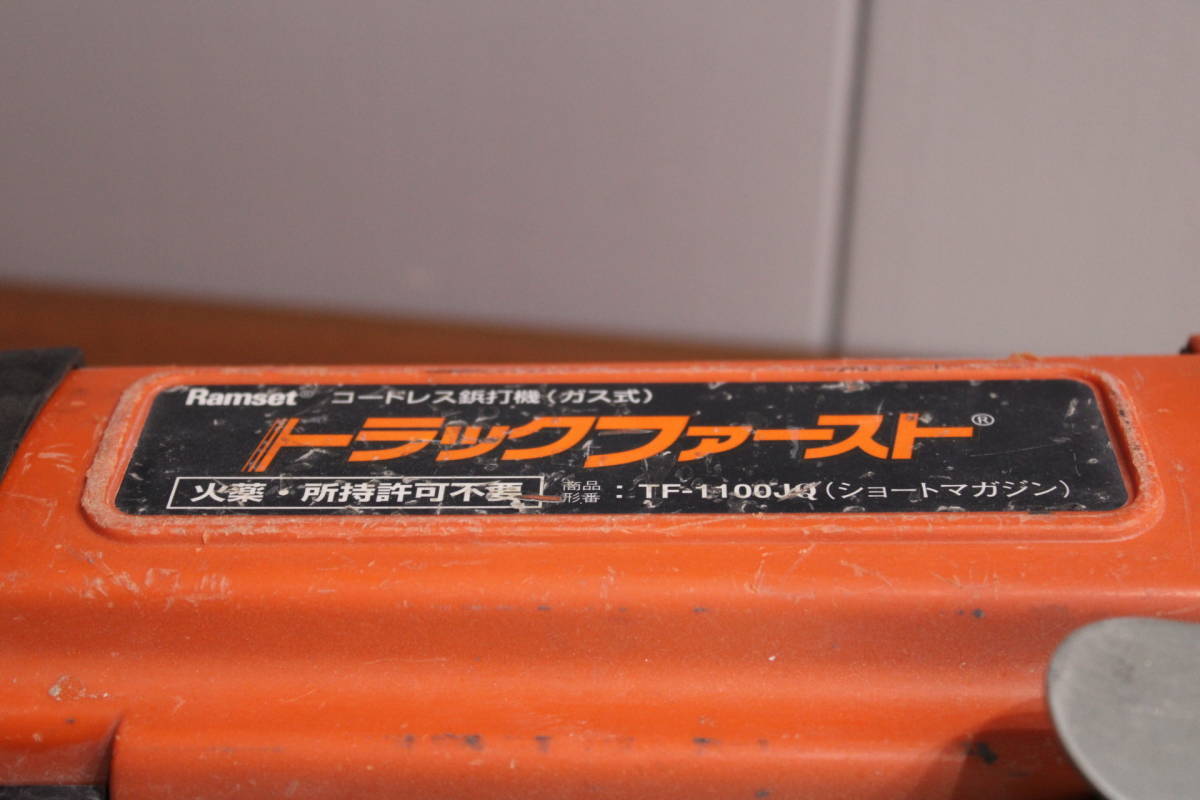 Ramset® コードレス鋲打機(ガス式)
トラックファースト®
火薬・所持許可不要 商品形番:TF-1100JQ(ショートマガジン)